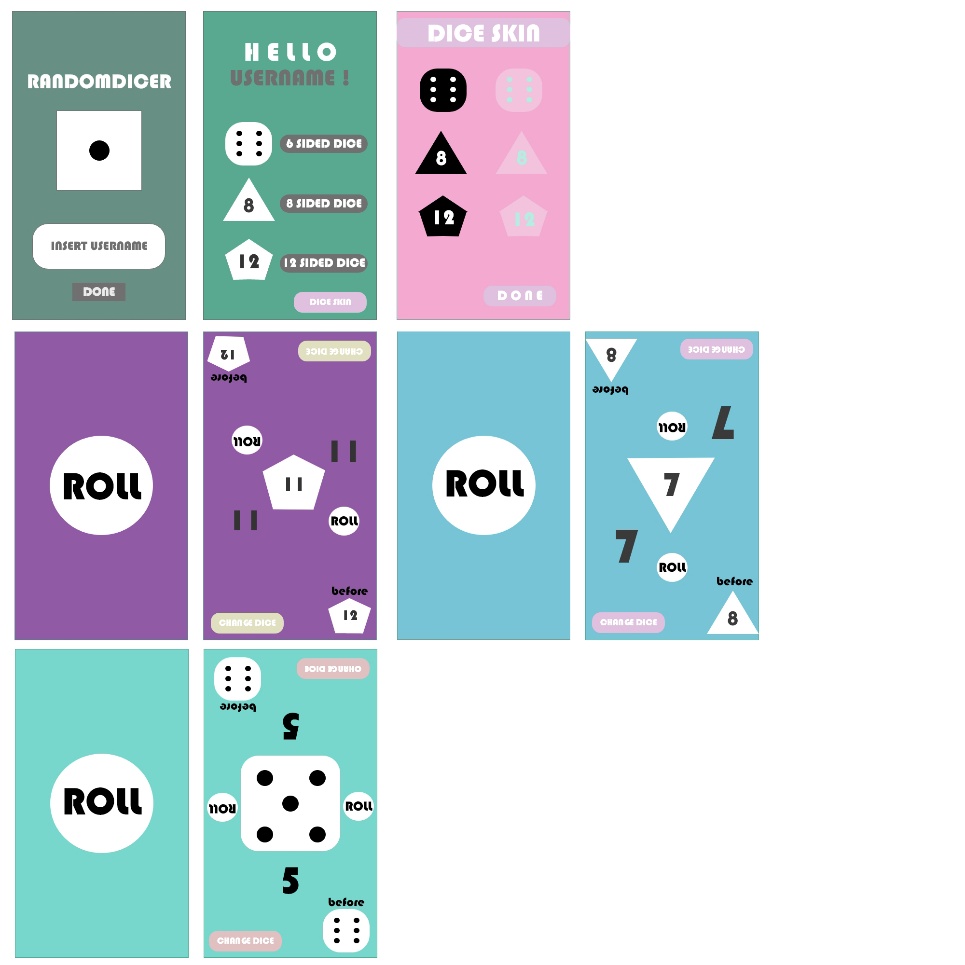 RANDOMDICER
INSERT USERNAME
DONE
HELLO
USERNAME !
6 SIDED DICE
8
8 SIDED DICE
12
12 SIDED DICE
DICE SKIN
DICE SKIN
8
8
12
12
DONE
ROLL
12
before
CHANGE DICE
ROLL
11
11
11
ROLL
before
12
CHANGE DICE
ROLL
8
before
CHANGE DICE
ROLL
7
7
7
ROLL
before
8
CHANGE DICE
ROLL
before
CHANGE DICE
5
ROLL
ROLL
5
before
CHANGE DICE